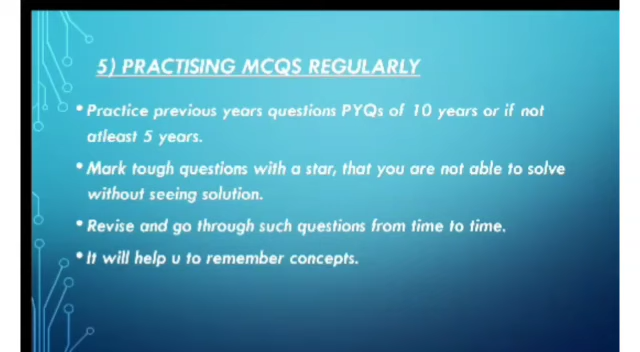 5) PRACTISING MCQS REGULARLY
• Practice previous years questions PYQs of 10 years or if not
atleast 5 years.
• Mark tough questions with a star, that you are not able to solve
without seeing solution.
• Revise and go through such questions from time to time.
• It will help u to remember concepts.